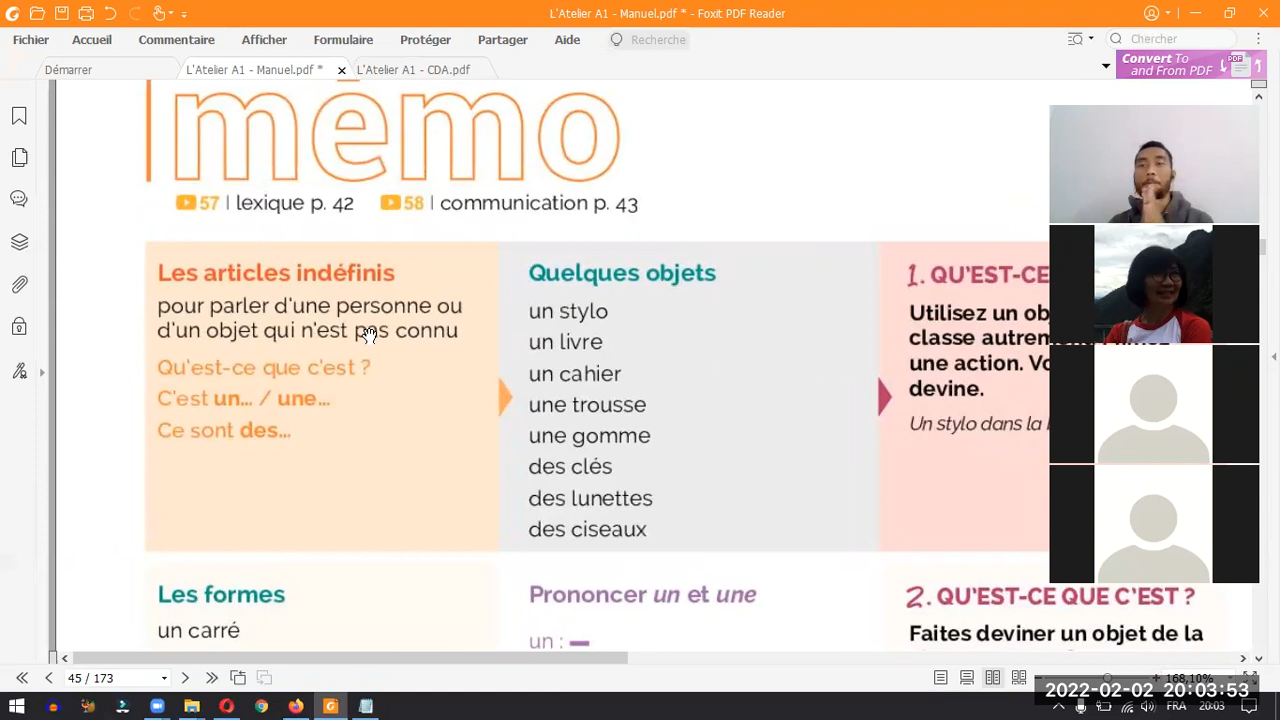 L'Atelier A1 - Manuel.pdf * - Foxit PDF Reader
Fichier Accueil Commentaire Afficher Formulaire Protéger Partager Aide Recherche Chercher
Démarrer L'Atelier A1 - Manuel.pdf * L'Atelier A1 - CDA.pdf
Convert To
and From PDF
PDF
mémo
57 | lexique p. 42 58 | communication p. 43
Les articles indéfinis
pour parler d'une personne ou
d'un objet qui n'est pas connu
Qu'est-ce que c'est ?
C'est un... / une...
Ce sont des...
Quelques objets
un stylo
un livre
un cahier
une trousse
une gomme
des clés
des lunettes
des ciseaux
1. QU'EST-CE
Utilisez un ob
classe
une action. Vo
devine.
Un stylo dans la
Les formes
un carré
Prononcer un et une
un :
2. QU'EST-CE QUE C'EST ?
Faites deviner un objet de la
45 / 173
168,10%
2022-02-02 20:03:53
FRA 20:03